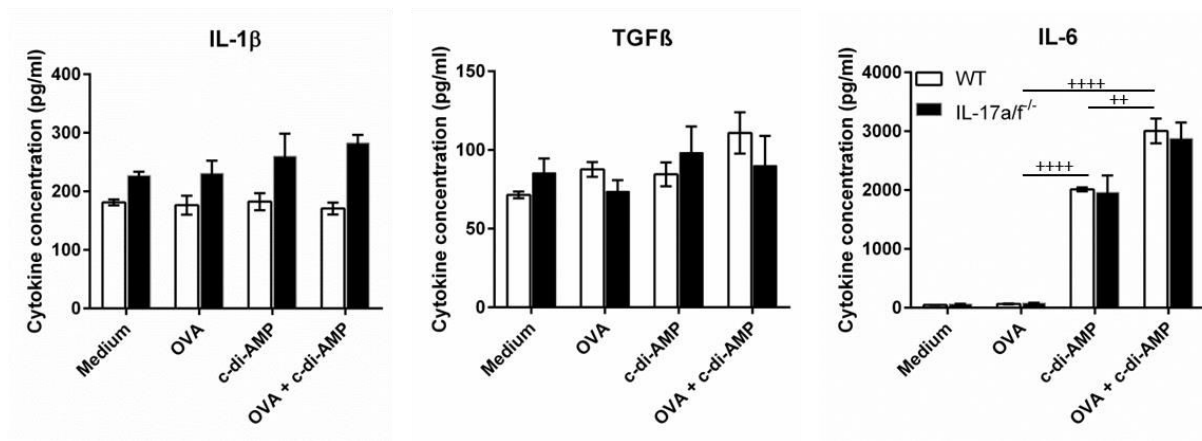 IL-1β
Cytokine concentration (pg/ml)
400
300
200
100
0
Medium
OVA
c-di-AMP
OVA + c-di-AMP
TGFß
Cytokine concentration (pg/ml)
150
100
50
0
Medium
OVA
c-di-AMP
OVA + c-di-AMP
IL-6
Cytokine concentration (pg/ml)
4000
3000
2000
1000
0
WT
IL-17a/f-/-
++++
++
++++
Medium
OVA
c-di-AMP
OVA + c-di-AMP